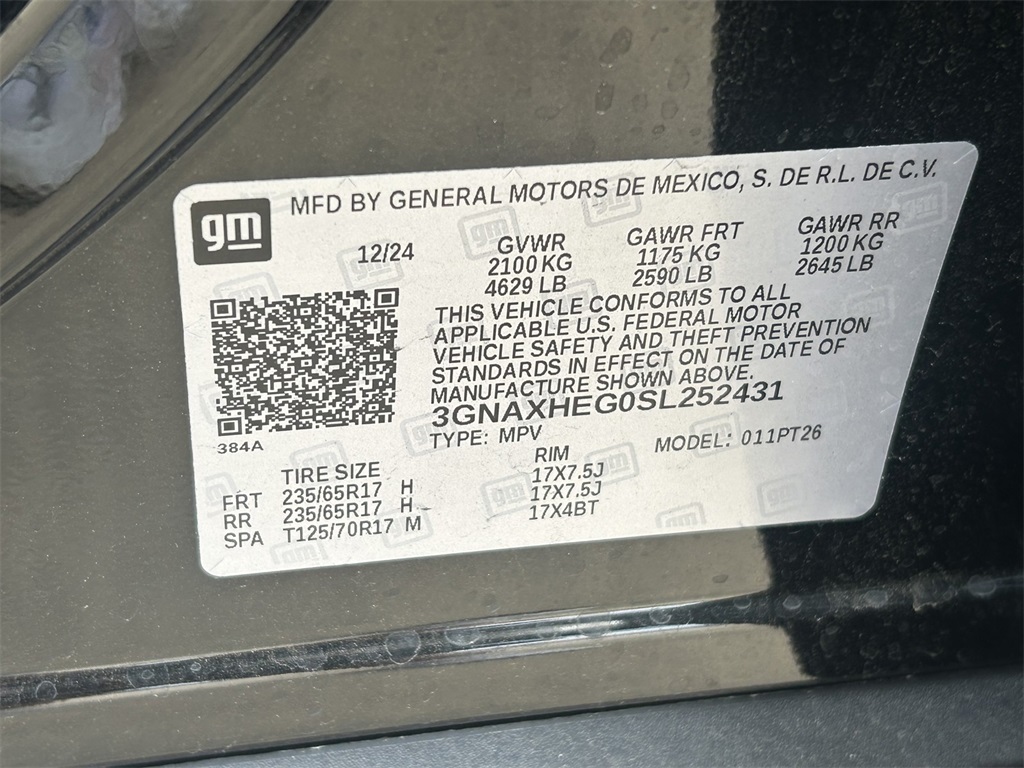 gm MFD BY GENERAL MOTORS DE MEXICO, S. DE R.L. DE C.V.
12/24 GVWR GAWR FRT GAWR RR
2100 KG 1175 KG 1200 KG
4629 LB 2590 LB 2645 LB
THIS VEHICLE CONFORMS TO ALL
APPLICABLE U.S. FEDERAL MOTOR
VEHICLE SAFETY AND THEFT PREVENTION
STANDARDS IN EFFECT ON THE DATE OF
MANUFACTURE SHOWN ABOVE.
3GNAXHEG0SL252431
384A TYPE: MPV MODEL: 011PT26
TIRE SIZE RIM
FRT 235/65R17 H 17X7.5J
RR 235/65R17 H 17X7.5J
SPA T125/70R17 M 17X4BT